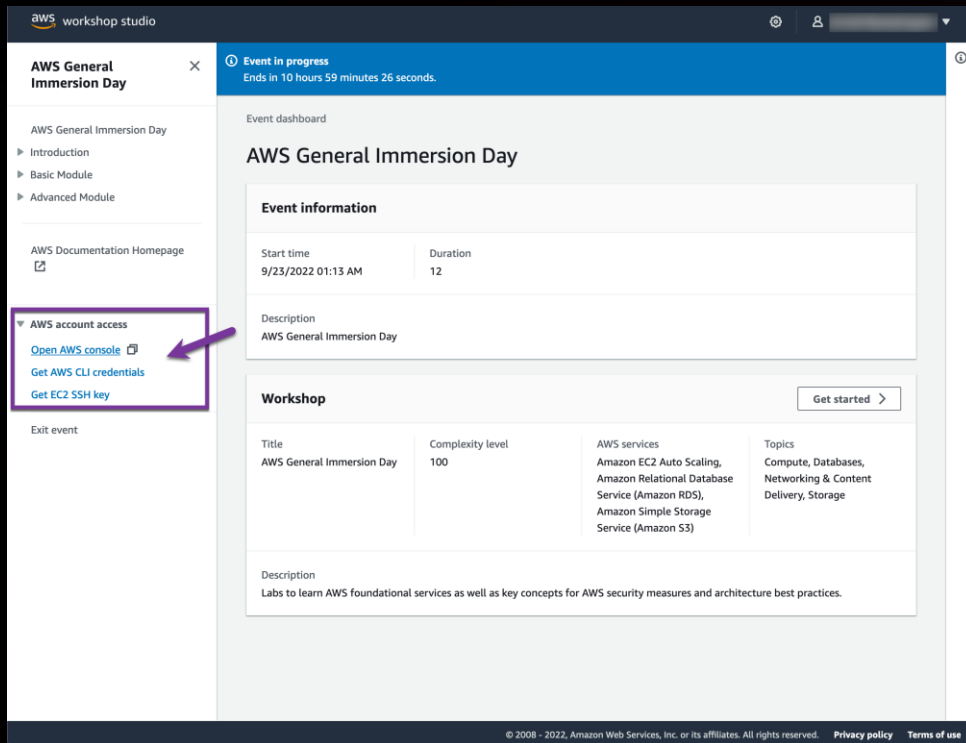 aws workshop studio
AWS General
Immersion Day
AWS General Immersion Day
Introduction
Basic Module
Advanced Module
AWS Documentation Homepage
AWS account access
Open AWS console
Get AWS CLI credentials
Get EC2 SSH key
Exit event
Event in progress
Ends in 10 hours 59 minutes 26 seconds.
Event dashboard
AWS General Immersion Day
Event information
Start time
9/23/2022 01:13 AM
Duration
12
Description
AWS General Immersion Day
Workshop
Get started
Title
AWS General Immersion Day
Complexity level
100
AWS services
Amazon EC2 Auto Scaling,
Amazon Relational Database
Service (Amazon RDS),
Amazon Simple Storage
Service (Amazon S3)
Topics
Compute, Databases,
Networking & Content
Delivery, Storage
Description
Labs to learn AWS foundational services as well as key concepts for AWS security measures and architecture best practices.
© 2008 - 2022, Amazon Web Services, Inc. or its affiliates. All rights reserved. Privacy policy Terms of use